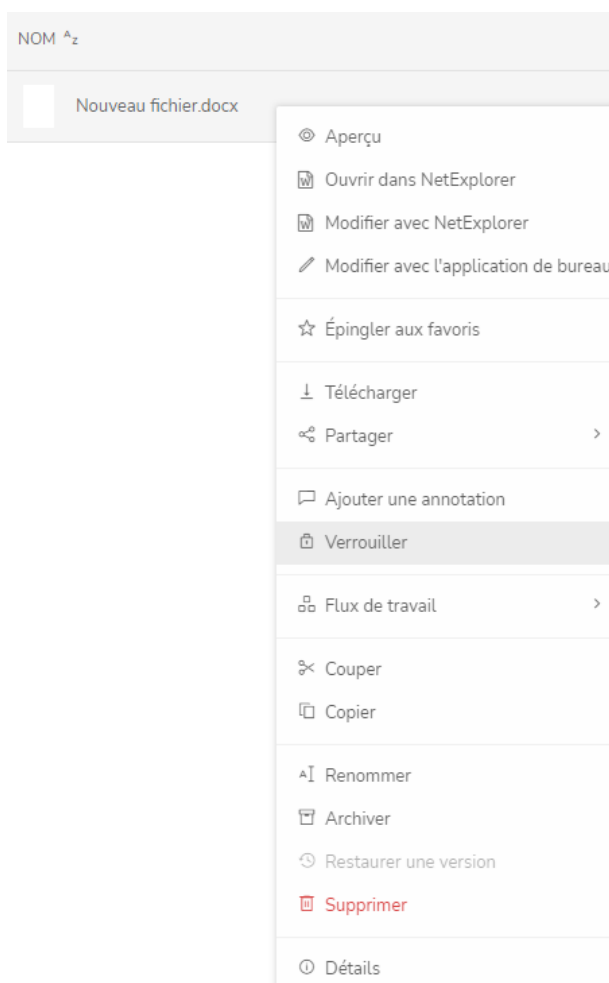 NOM AZ
Nouveau fichier.docx
Aperçu
Ouvrir dans NetExplorer
Modifier avec NetExplorer
Modifier avec l'application de bureau
Épingler aux favoris
Télécharger
Partager
Ajouter une annotation
Verrouiller
Flux de travail
Couper
Copier
Renommer
Archiver
Restaurer une version
Supprimer
Détails